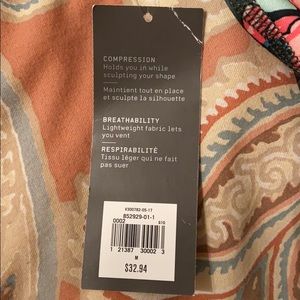 COMPRESSION
Holds you in while
sculpting your shape
Maintient tout en place
et sculpte la silhouette
BREATHABILITY
Lightweight fabric lets
you vent
RESPIRABILITÉ
Tissu léger qui ne fait
pas suer
852929-01-1
0002
1 21387 30002 3
M
$32.94